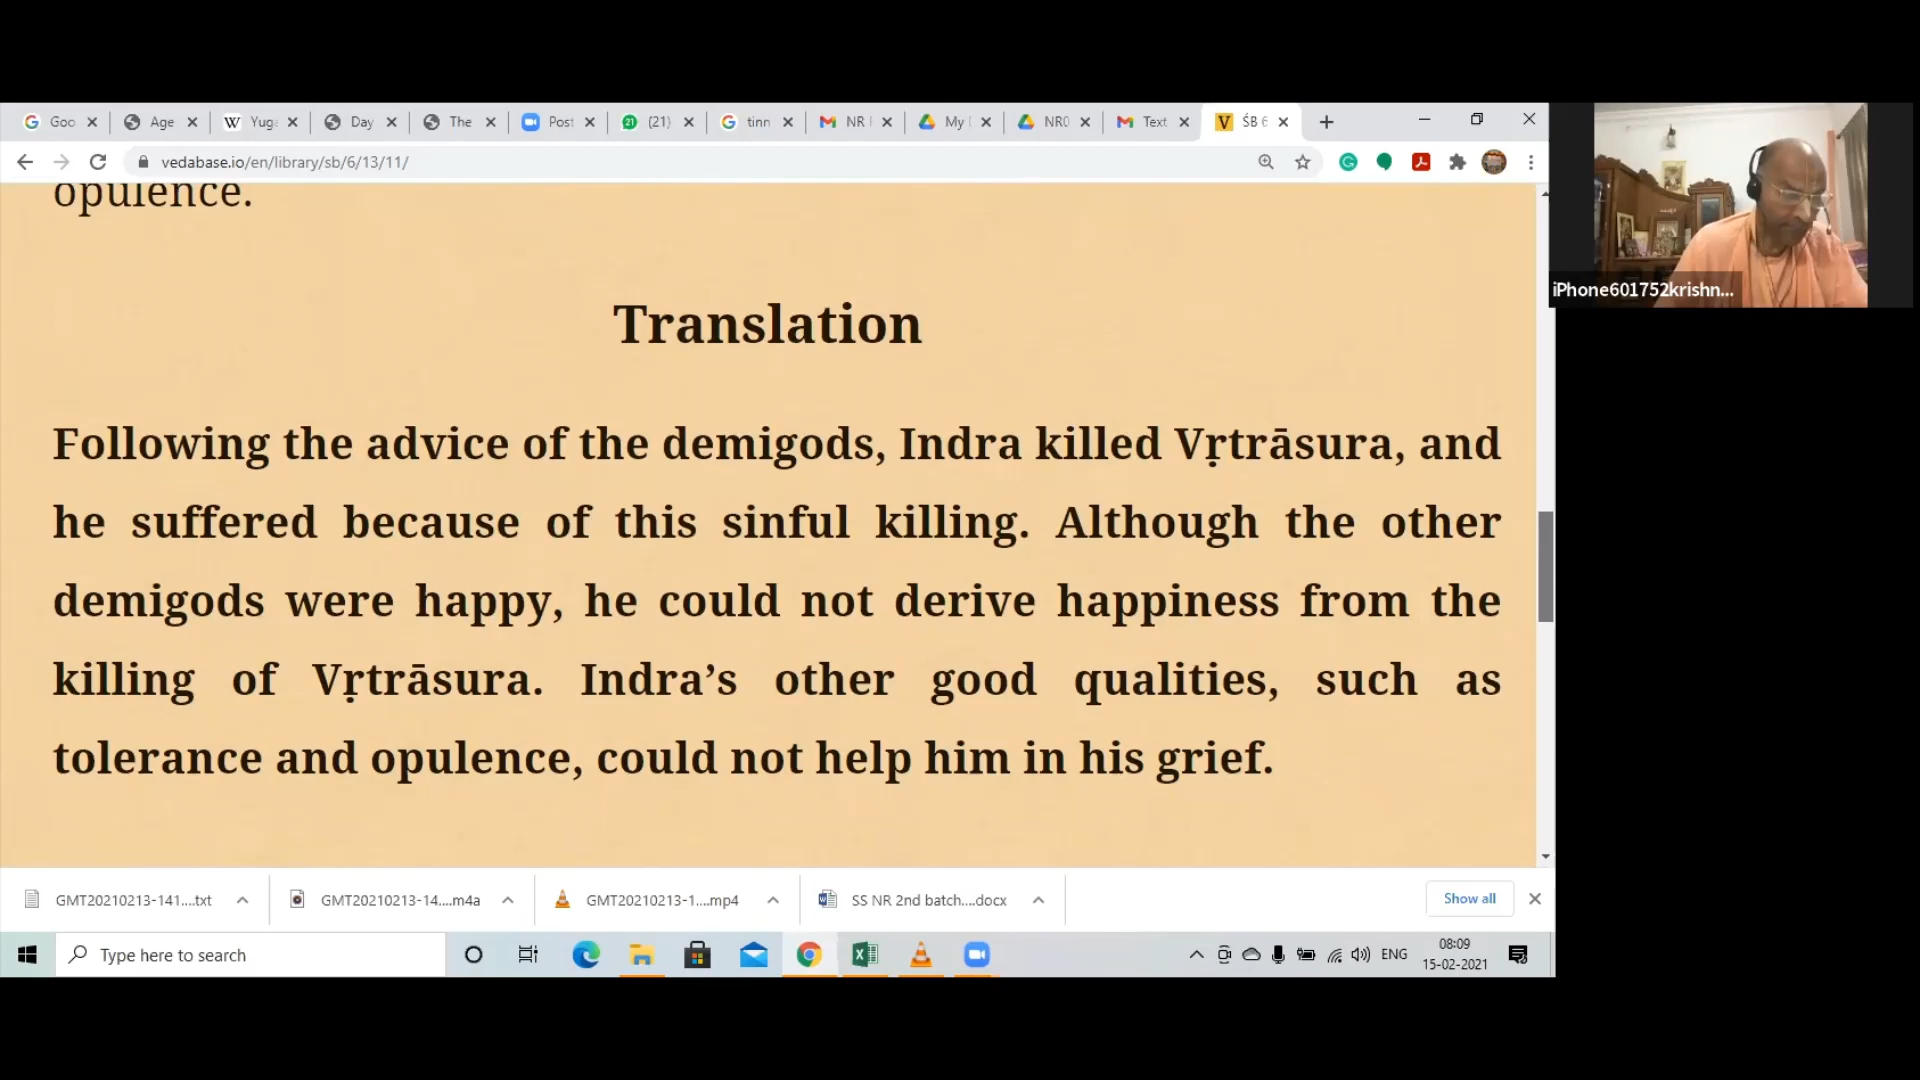 Goo
Age
Yuga
Day
The
Post
(21)
tinn
NR
My
NR0
Text
ŚB 6
vedabase.io/en/library/sb/6/13/11/
opulence.
Translation
Following the advice of the demigods, Indra killed Vṛtrāsura, and
he suffered because of this sinful killing. Although the other
demigods were happy, he could not derive happiness from the
killing of Vṛtrāsura. Indra’s other good qualities, such as
tolerance and opulence, could not help him in his grief.
iPhone601752krishn...
GMT20210213-141....txt
GMT20210213-14....m4a
GMT20210213-1....mp4
SS NR 2nd batch....docx
Show all
Type here to search
ENG
08:09
15-02-2021